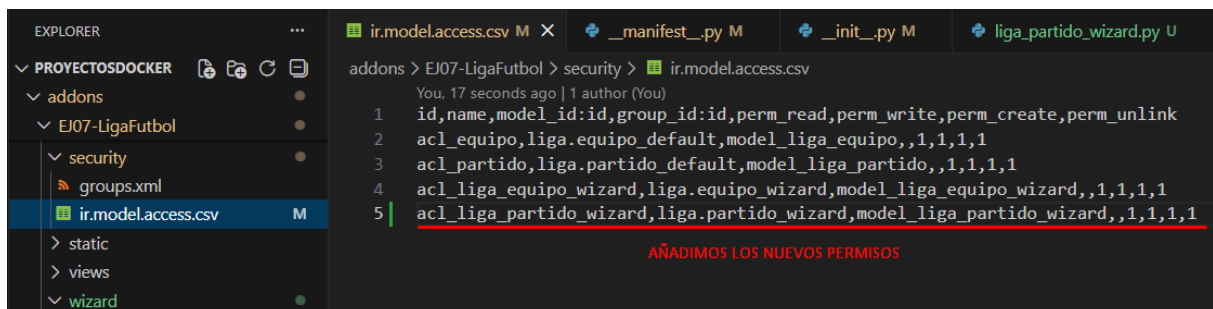 EXPLORER
ir.model.access.csv M
__manifest__.py M
__init__.py M
liga_partido_wizard.py U
PROYECTOSDOCKER
addons > EJ07-LigaFutbol > security > ir.model.access.csv
addons
You, 17 seconds ago | 1 author (You)
EJ07-LigaFutbol
1 id,name,model_id:id,group_id:id,perm_read,perm_write,perm_create,perm_unlink
2 acl_equipo,liga.equipo_default,model_liga_equipo,,1,1,1,1
security
3 acl_partido,liga.partido_default,model_liga_partido,,1,1,1,1
groups.xml
4 acl_liga_equipo_wizard,liga.equipo_wizard,model_liga_equipo_wizard,,1,1,1,1
ir.model.access.csv M
5 acl_liga_partido_wizard,liga.partido_wizard,model_liga_partido_wizard,,1,1,1,1
static
AÑADIMOS LOS NUEVOS PERMISOS
views
wizard